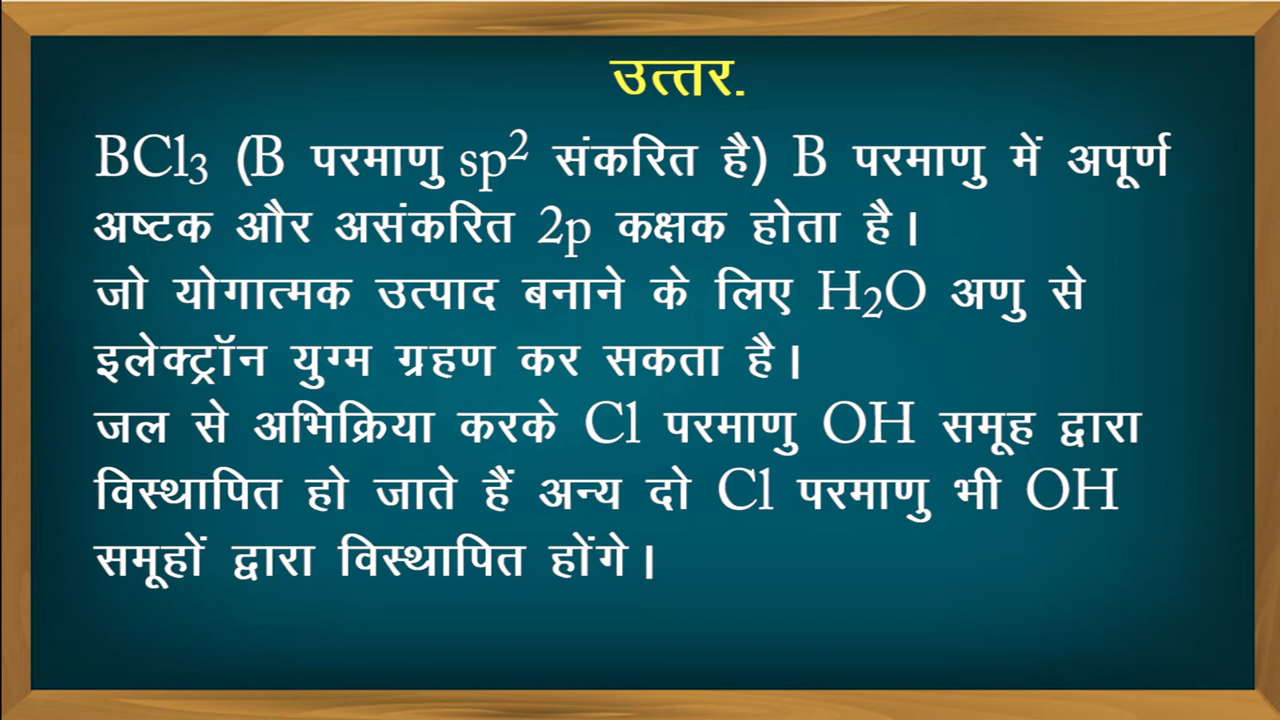 उत्तर.
BCl₃ (B परमाणु sp² संकरित है) B परमाणु में अपूर्ण
अष्टक और असंकरित 2p कक्षक होता है।
जो योगात्मक उत्पाद बनाने के लिए H₂O अणु से
इलेक्ट्रॉन युग्म ग्रहण कर सकता है।
जल से अभिक्रिया करके Cl परमाणु OH समूह द्वारा
विस्थापित हो जाते हैं अन्य दो Cl परमाणु भी OH
समूहों द्वारा विस्थापित होंगे।